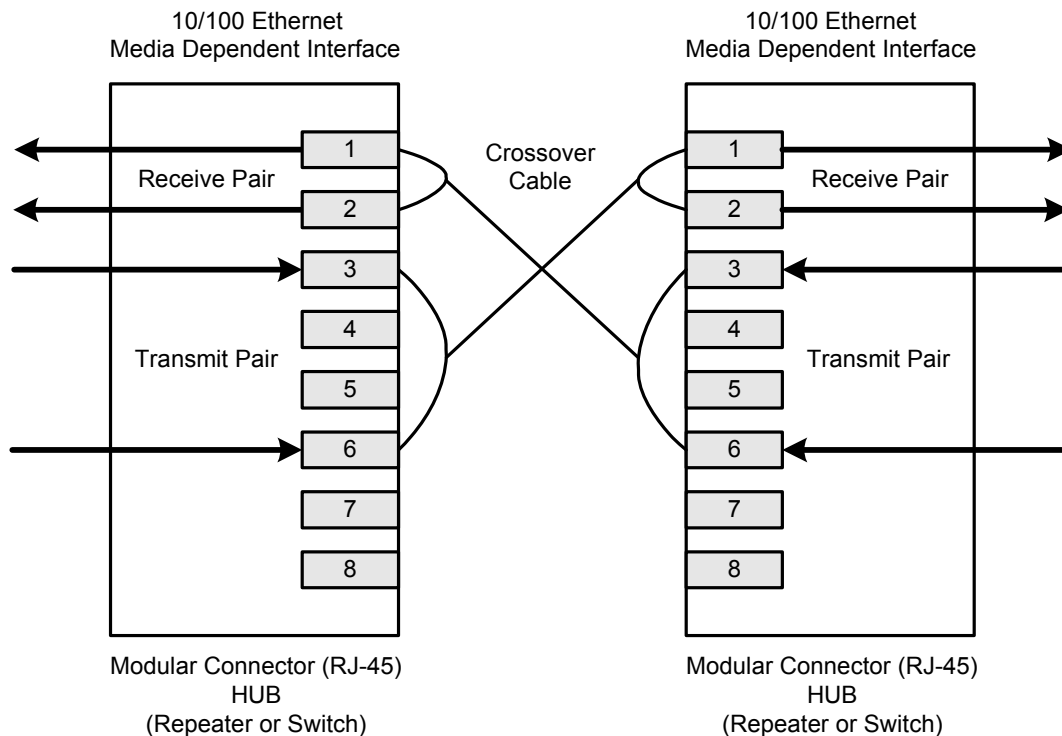 10/100 Ethernet
Media Dependent Interface
10/100 Ethernet
Media Dependent Interface
1
Receive Pair
2
3
4
Transmit Pair
5
6
7
8
Crossover
Cable
1
Receive Pair
2
3
4
Transmit Pair
5
6
7
8
Modular Connector (RJ-45)
HUB
(Repeater or Switch)
Modular Connector (RJ-45)
HUB
(Repeater or Switch)